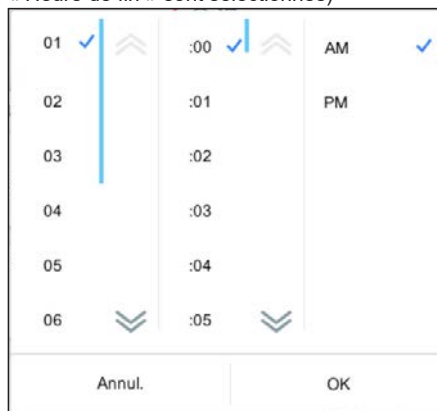 « Heure de fin » sont sélectionnés)
01 :00 AM
02 :01 PM
03 :02
04 :03
05 :04
06 :05
Annul. OK